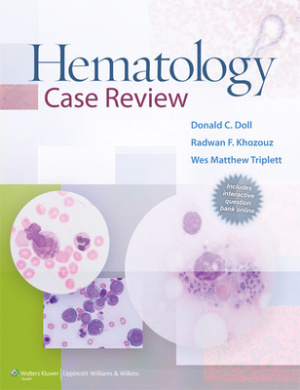 Hematology
Case Review
Donald C. Doll
Radwan F. Khozouz
Wes Matthew Triplett
Includes
interactive
question
bank online
Wolters Kluwer | Lippincott Williams & Wilkins
Health